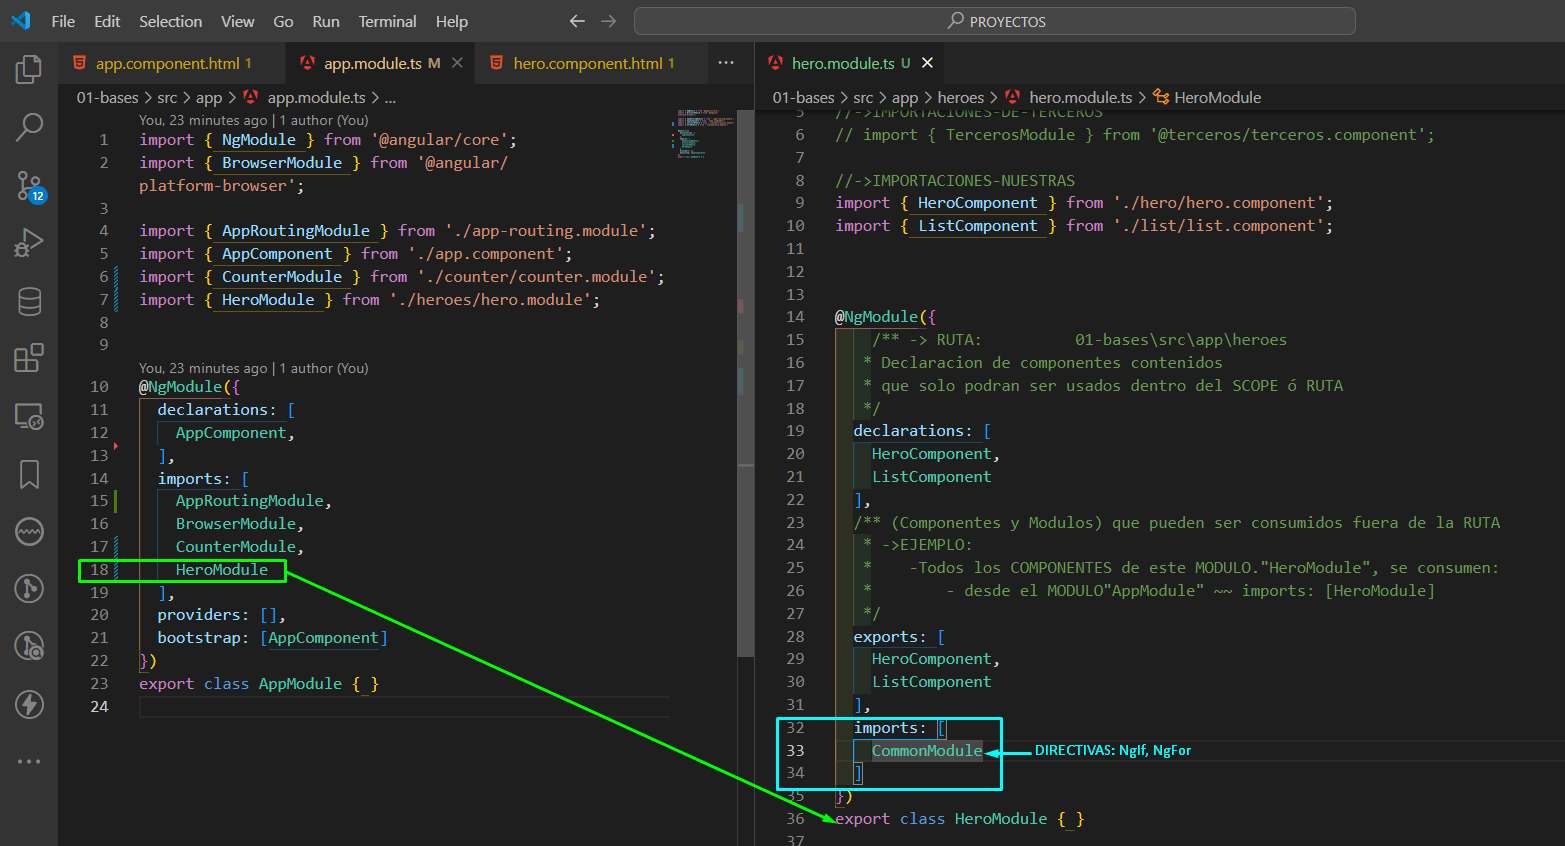 File Edit Selection View Go Run Terminal Help
PROYECTOS
app.component.html 1
app.module.ts M
hero.component.html 1
01-bases > src > app > app.module.ts > ...
You, 23 minutes ago | 1 author (You)
1 import { NgModule } from '@angular/core';
2 import { BrowserModule } from '@angular/
platform-browser';
3
4 import { AppRoutingModule } from './app-routing.module';
5 import { AppComponent } from './app.component';
6 import { CounterModule } from './counter/counter.module';
7 import { HeroModule } from './heroes/hero.module';
8
9
You, 23 minutes ago | 1 author (You)
10 @NgModule({
11 declarations: [
12 AppComponent,
13 ],
14 imports: [
15 AppRoutingModule,
16 BrowserModule,
17 CounterModule,
18 HeroModule
19 ],
20 providers: [],
21 bootstrap: [AppComponent]
22 })
23 export class AppModule { }
24
12
hero.module.ts U
01-bases > src > app > heroes > hero.module.ts > HeroModule
5 //->IMPORTACIONES-DE-TERCEROS
6 // import { TercerosModule } from '@terceros/terceros.component';
7
8 //->IMPORTACIONES-NUESTRAS
9 import { HeroComponent } from './hero/hero.component';
10 import { ListComponent } from './list/list.component';
11
12
13
14 @NgModule({
15 /** -> RUTA: 01-bases\src\app\heroes
16 * Declaracion de componentes contenidos
17 * que solo podran ser usados dentro del SCOPE ó RUTA
18 */
19 declarations: [
20 HeroComponent,
21 ListComponent
22 ],
23 /** (Componentes y Modulos) que pueden ser consumidos fuera de la RUTA
24 * ->EJEMPLO:
25 * -Todos los COMPONENTES de este MODULO."HeroModule", se consumen:
26 * - desde el MODULO"AppModule" ~~ imports: [HeroModule]
27 */
28 exports: [
29 HeroComponent,
30 ListComponent
31 ],
32 imports: [
33 CommonModule
DIRECTIVAS: NgIf, NgFor
34 ]
35 })
36 export class HeroModule { }
37